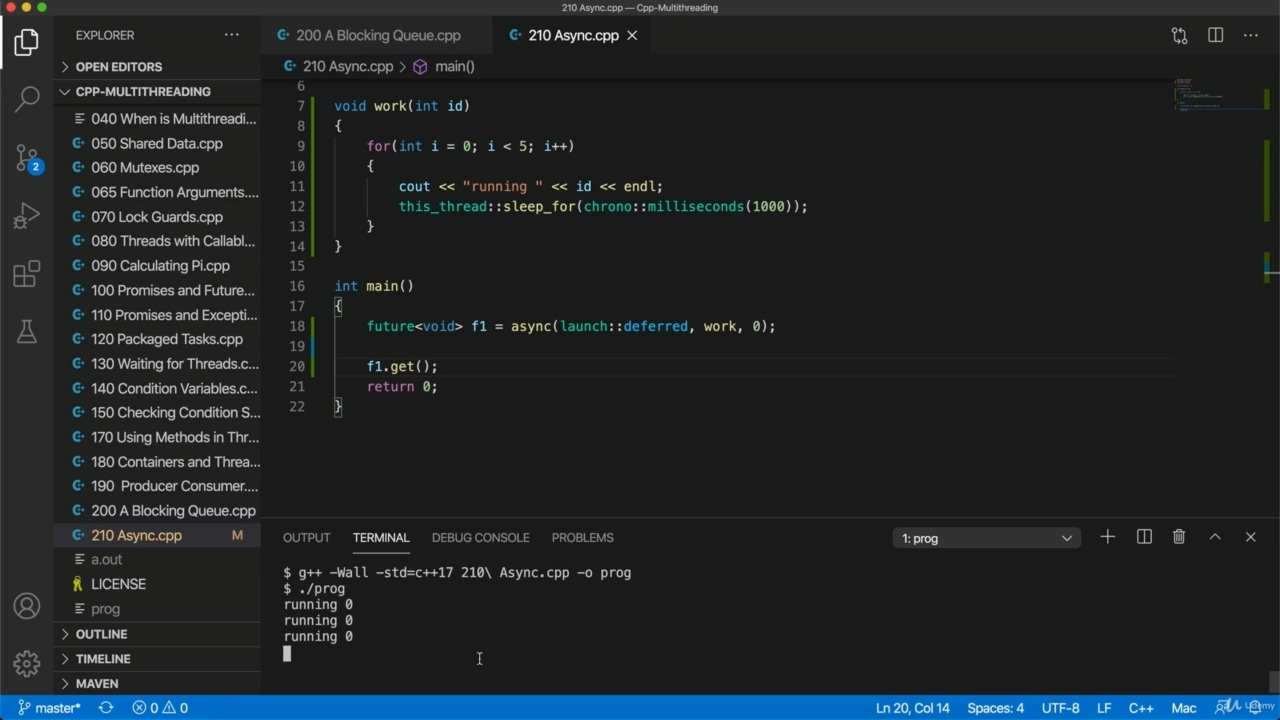 210 Async.cpp — Cpp-Multithreading
EXPLORER
200 A Blocking Queue.cpp
210 Async.cpp
OPEN EDITORS
210 Async.cpp > main()
CPP-MULTITHREADING
040 When is Multithreadi...
050 Shared Data.cpp
060 Mutexes.cpp
065 Function Arguments....
070 Lock Guards.cpp
080 Threads with Callabl...
090 Calculating Pi.cpp
100 Promises and Future...
110 Promises and Excepti...
120 Packaged Tasks.cpp
130 Waiting for Threads.c...
140 Condition Variables.c...
150 Checking Condition S...
170 Using Methods in Thr...
180 Containers and Threa...
190 Producer Consumer....
200 A Blocking Queue.cpp
210 Async.cpp M
a.out
LICENSE
prog
OUTLINE
TIMELINE
MAVEN
6
7 void work(int id)
8 {
9 for(int i = 0; i < 5; i++)
10 {
11 cout << "running " << id << endl;
12 this_thread::sleep_for(chrono::milliseconds(1000));
13 }
14 }
15
16 int main()
17 {
18 future<void> f1 = async(launch::deferred, work, 0);
19
20 f1.get();
21 return 0;
22 }
OUTPUT TERMINAL DEBUG CONSOLE PROBLEMS 1: prog
$ g++ -Wall -std=c++17 210\ Async.cpp -o prog
$ ./prog
running 0
running 0
running 0
2
master* 0 0 Ln 20, Col 14 Spaces: 4 UTF-8 LF C++ Mac
Udemy